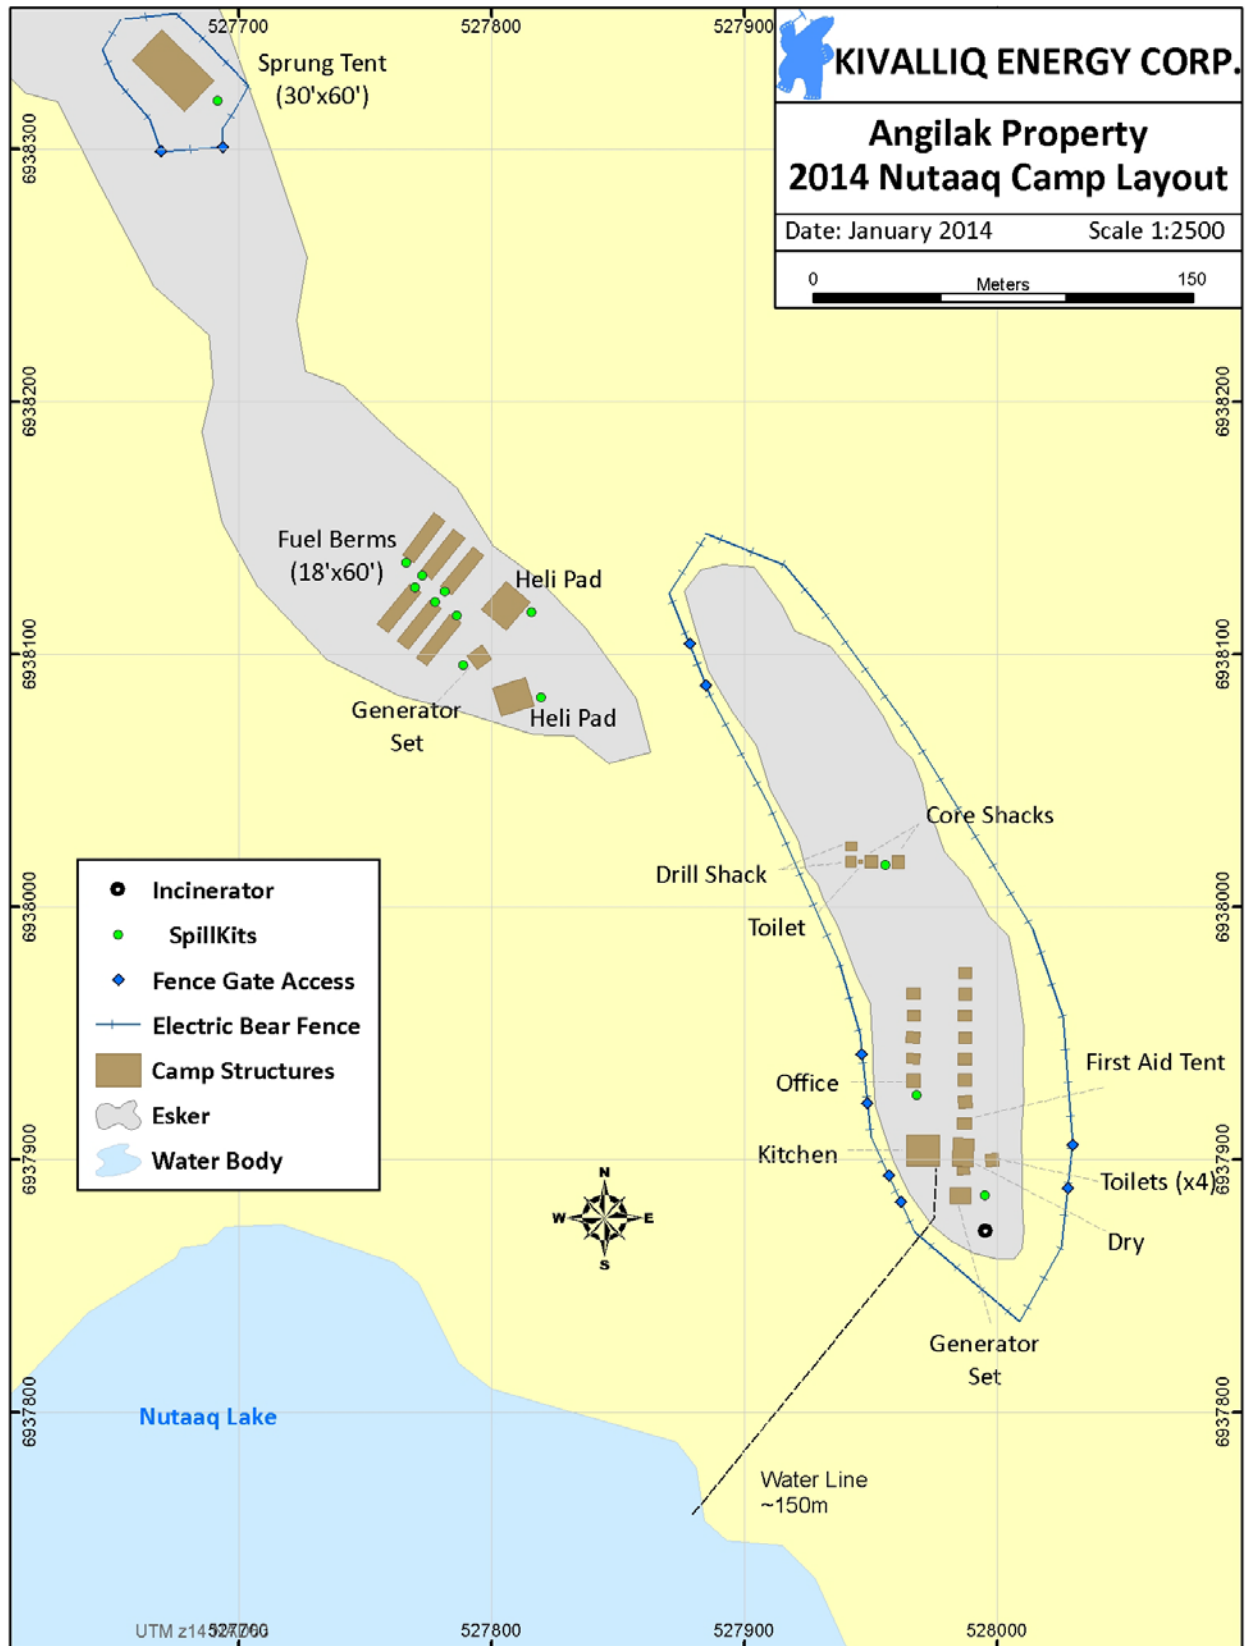 527700
527800
527900
KIVALLIQ ENERGY CORP.
Angilak Property
2014 Nutaaq Camp Layout
Date: January 2014 Scale 1:2500
0 150
Meters
Sprung Tent
(30'x60')
6938300
6938200
6938200
Fuel Berms
(18'x60')
Heli Pad
6938100
6938100
Generator
Set
Heli Pad
Core Shacks
Drill Shack
Toilet
6938000
6938000
Incinerator
SpillKits
Fence Gate Access
Electric Bear Fence
Camp Structures
Esker
Water Body
First Aid Tent
Office
Kitchen
6937900
6937900
Toilets (x4)
Dry
N
W E
S
Generator
Set
6937800
6937800
Nutaaq Lake
Water Line
~150m
UTM z14
527700
527800
527900
528000